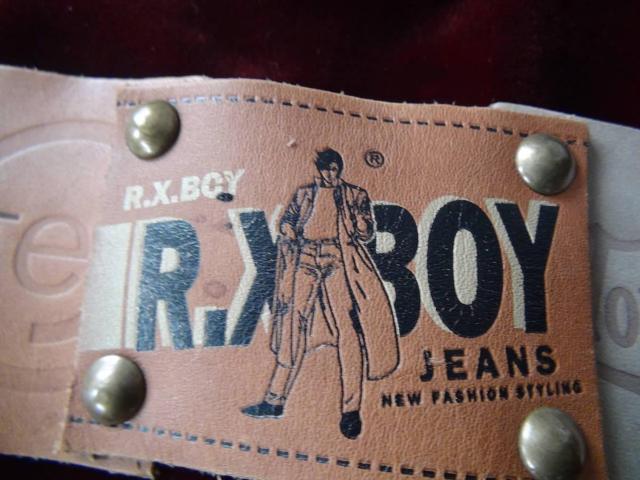 R.X.BOY
®
R.X BOY
JEANS
NEW FASHION STYLING
e